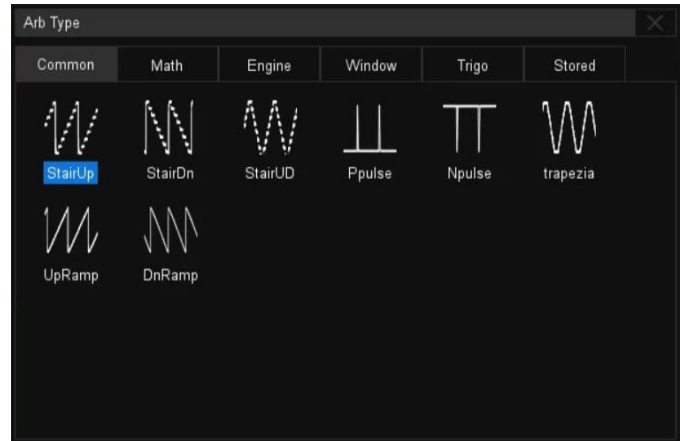 Arb Type
Common Math Engine Window Trigo Stored
StairUp StairDn StairUD Ppulse Npulse trapezia
UpRamp DnRamp